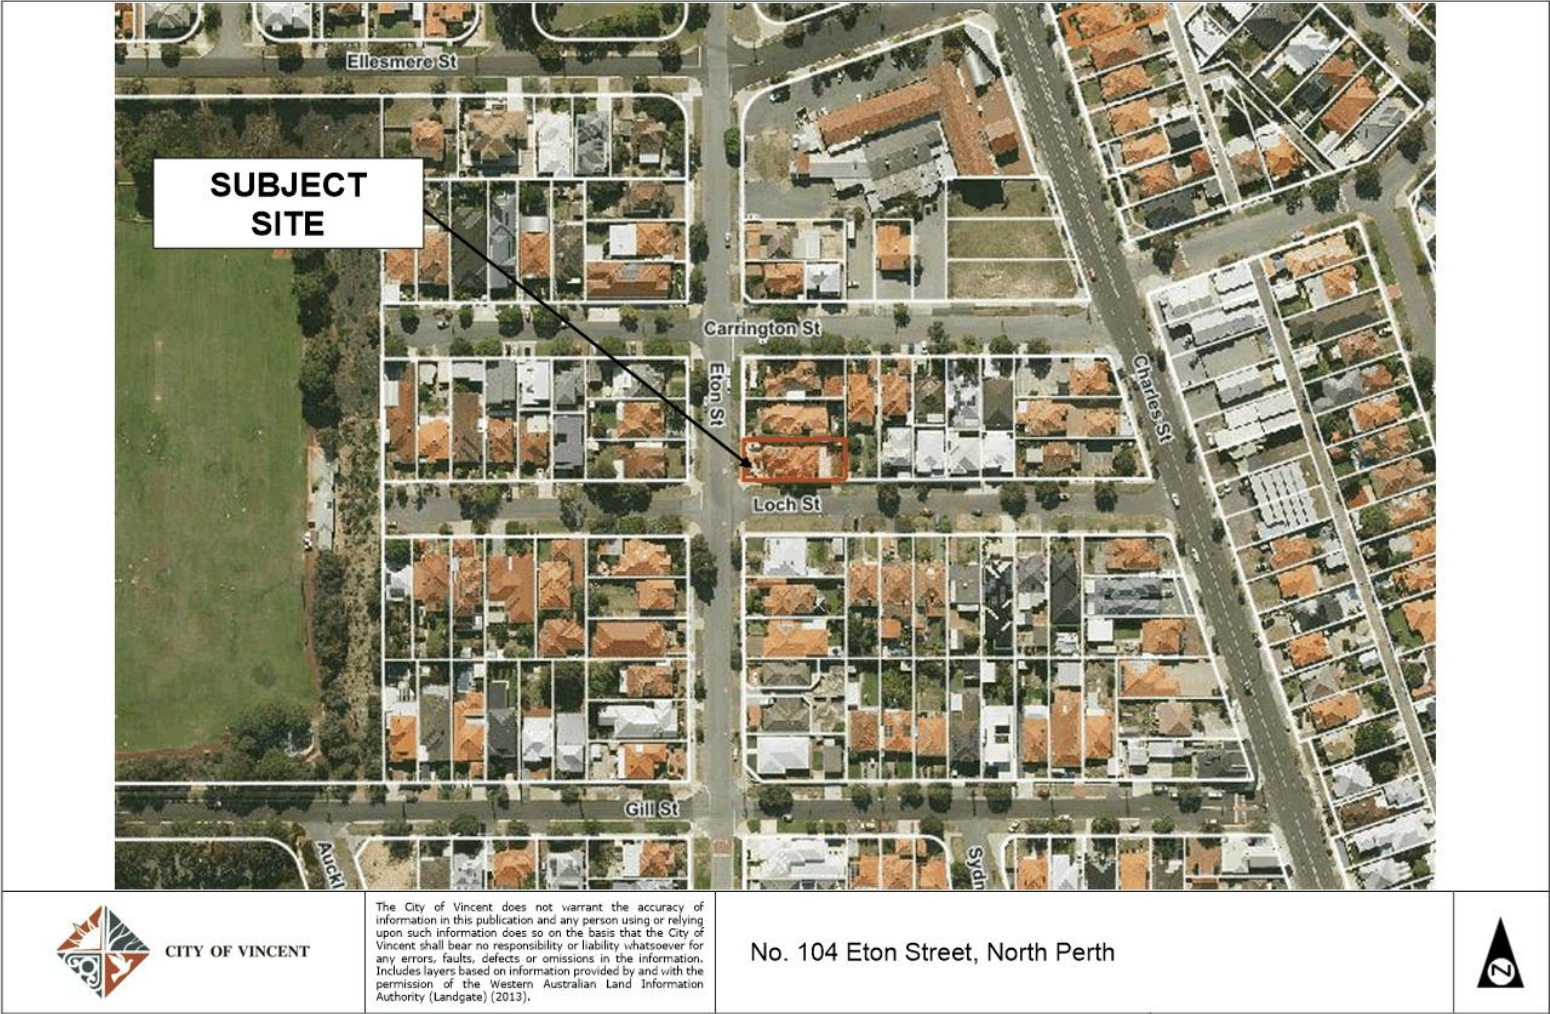 Ellesmere St
SUBJECT
SITE
Carrington St
Eton St
Charles St
Loch St
Gill St
Auckl
Sydn
CITY OF VINCENT
The City of Vincent does not warrant the accuracy of
information in this publication and any person using or relying
upon such information does so on the basis that the City of
Vincent shall bear no responsibility or liability whatsoever for
any errors, faults, defects or omissions in the information.
Includes layers based on information provided by and with the
permission of the Western Australian Land Information
Authority (Landgate) (2013).
No. 104 Eton Street, North Perth
N